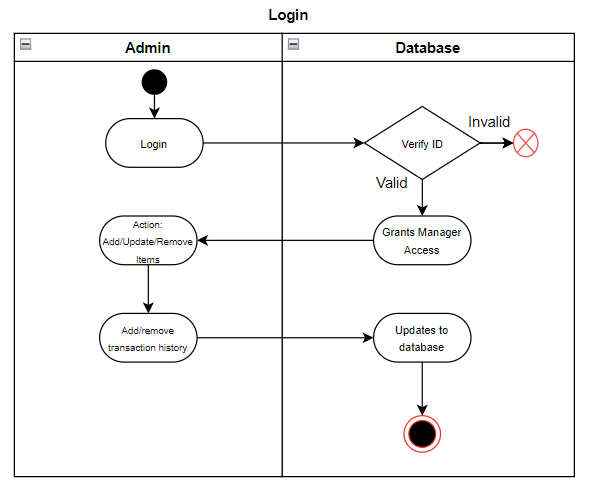 Login
Admin
Database
Login
Verify ID
Invalid
Valid
Action:
Add/Update/Remove
Items
Grants Manager
Access
Add/remove
transaction history
Updates to
database